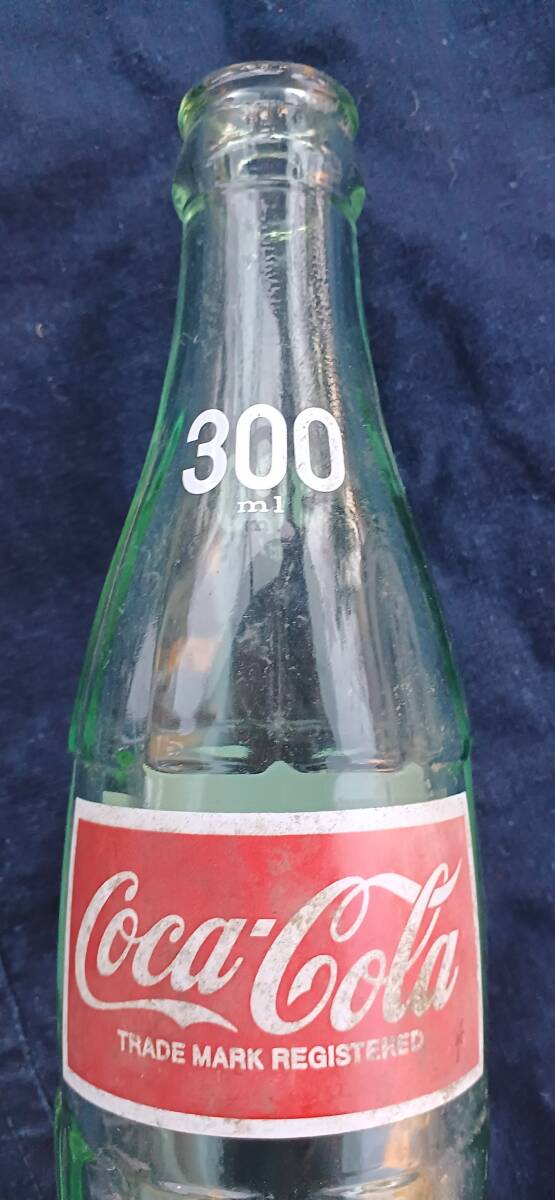 300
ml
Coca-Cola
TRADE MARK REGISTERED